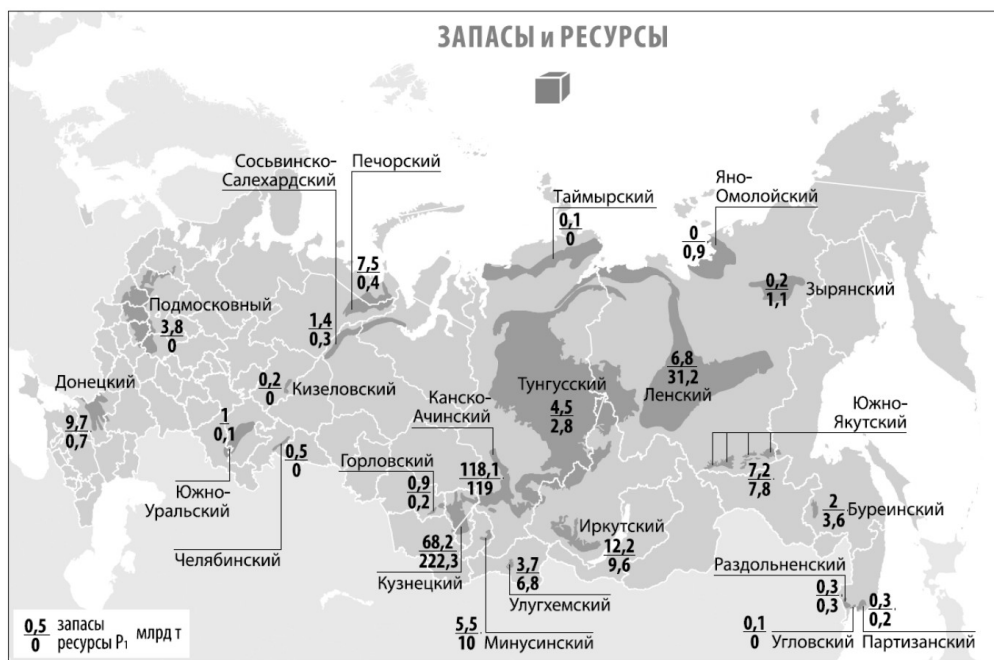 ЗАПАСЫ и РЕСУРСЫ
Сосьвинско-
Салехардский
Печорский
Таймырский
0,1
0
Яно-
Омолойский
0
0,9
7,5
0,4
0,2
1,1
Зырянский
Подмосковный
3,8
0
1,4
0,3
6,8
31,2
Ленский
Донецкий
9,7
0,7
0,2
0
Кизеловский
Тунгусский
4,5
2,8
Канско-
Ачинский
118,1
119
Южно-
Якутский
7,2
7,8
1
0,1
Южно-
Уральский
0,5
0
Челябинский
Горловский
0,9
0,2
68,2
222,3
Кузнецкий
Иркутский
12,2
9,6
2
3,6
Буреинский
3,7
6,8
Улугхемский
5,5
10
Минусинский
Раздольненский
0,3
0,3
0,1
0
Угловский
0,3
0,2
Партизанский
0,5
0
запасы
ресурсы P₁
млрд т